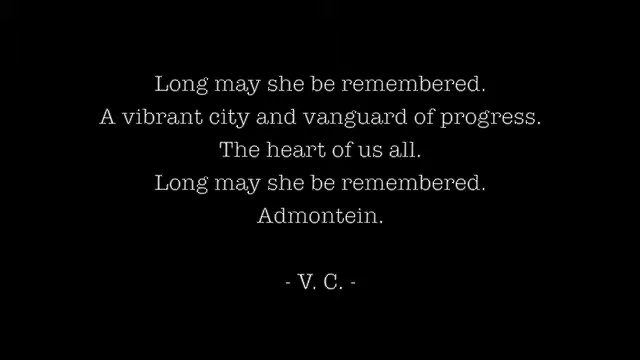 Long may she be remembered.
A vibrant city and vanguard of progress.
The heart of us all.
Long may she be remembered.
Admontein.
- V. C. -